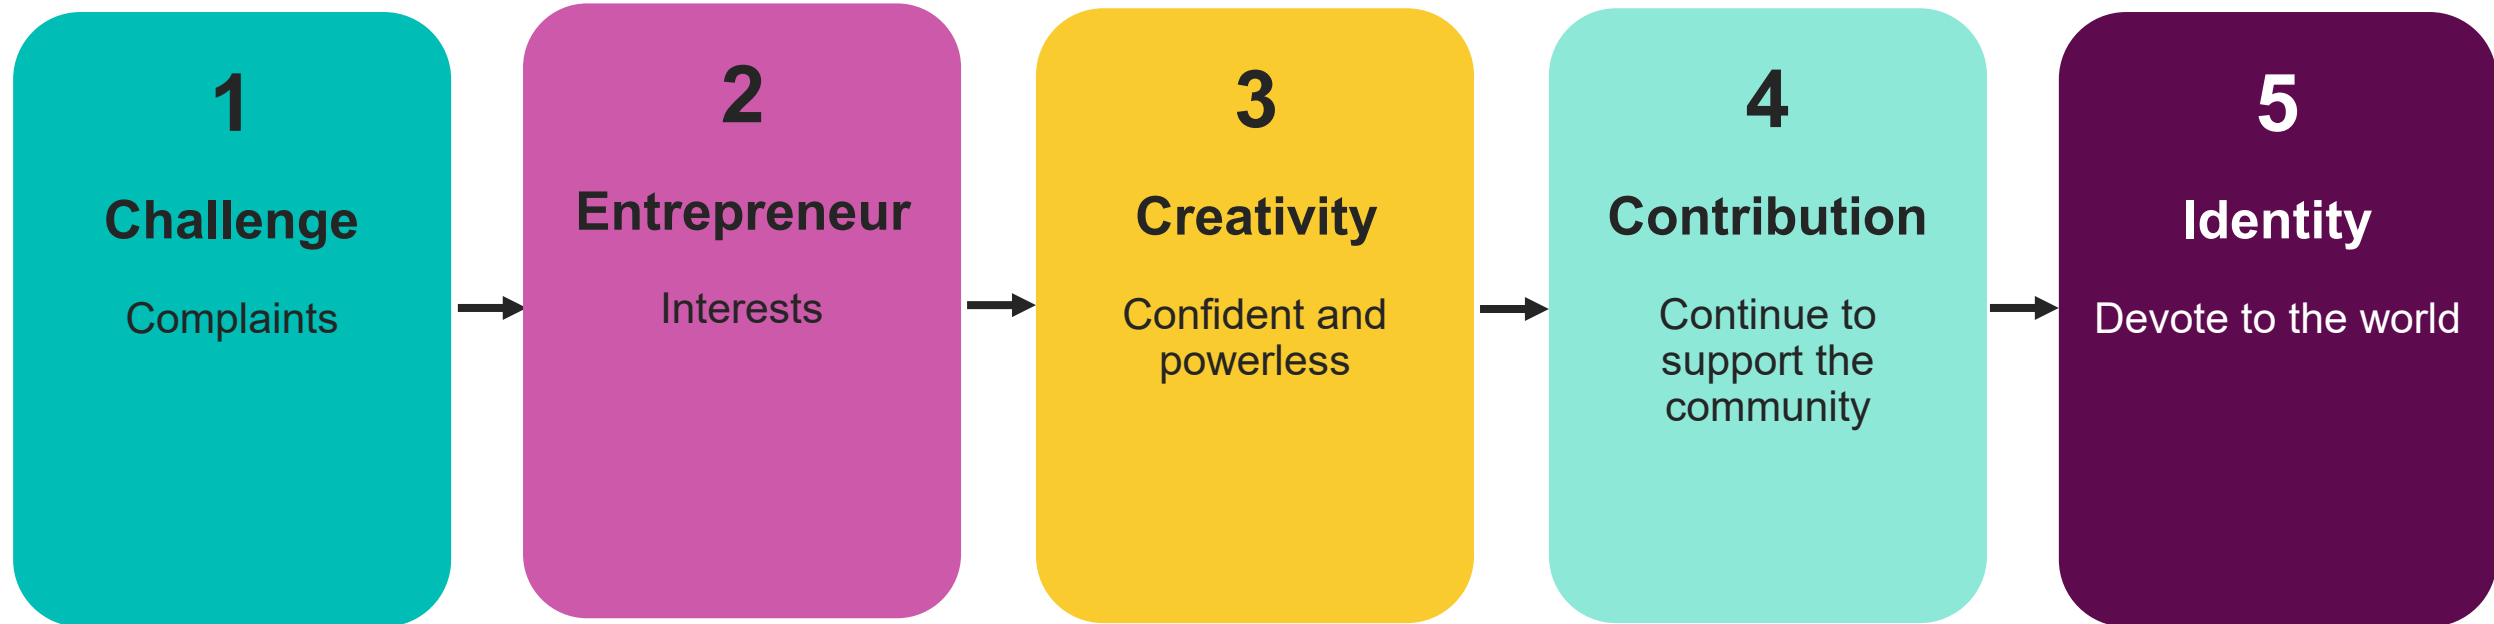 1
Challenge
Complaints
2
Entrepreneur
Interests
3
Creativity
Confident and
powerless
4
Contribution
Continue to
support the
community
5
Identity
Devote to the world